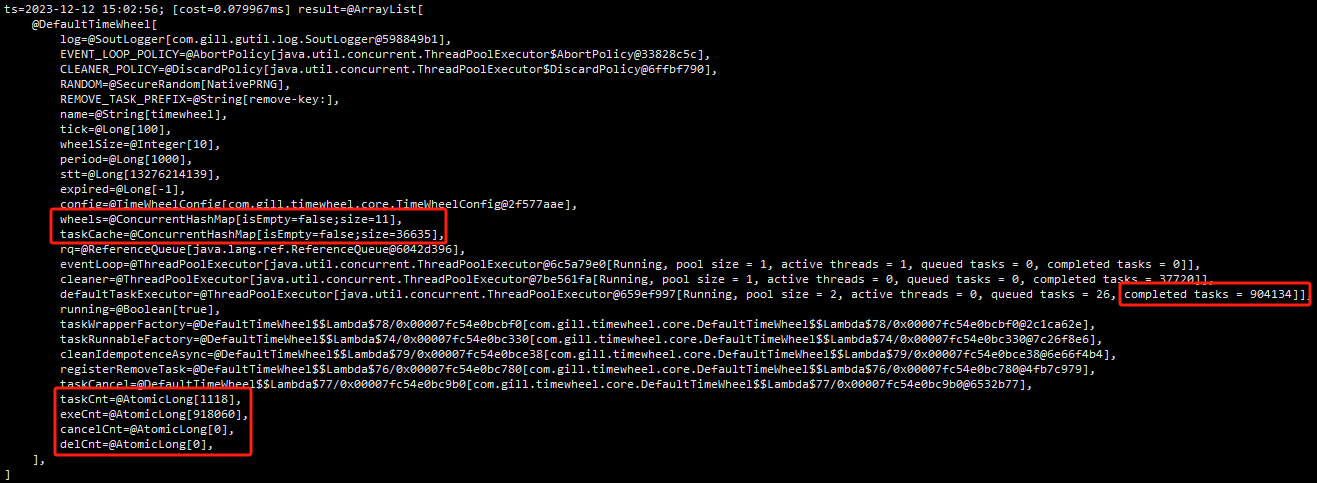 ts=2023-12-12 15:02:56; [cost=0.079967ms] result=@ArrayList[
    @DefaultTimeWheel[
        log=@SoutLogger[com.gill.gutil.log.SoutLogger@598849b1],
        EVENT_LOOP_POLICY=@AbortPolicy[java.util.concurrent.ThreadPoolExecutor$AbortPolicy@33828c5c],
        CLEANER_POLICY=@DiscardPolicy[java.util.concurrent.ThreadPoolExecutor$DiscardPolicy@6ffbf790],
        RANDOM=@SecureRandom[NativePRNG],
        REMOVE_TASK_PREFIX=@String[remove-key:],
        name=@String[timewheel],
        tick=@Long[100],
        wheelSize=@Integer[10],
        period=@Long[1000],
        stt=@Long[13276214139],
        expired=@Long[-1],
        config=@TimeWheelConfig[com.gill.timewheel.core.TimeWheelConfig@2f577aae],
        wheels=@ConcurrentHashMap[isEmpty=false;size=11],
        taskCache=@ConcurrentHashMap[isEmpty=false;size=36635],
        rq=@ReferenceQueue[java.lang.ref.ReferenceQueue@6042d396],
        eventLoop=@ThreadPoolExecutor[java.util.concurrent.ThreadPoolExecutor@6c5a79e0[Running, pool size = 1, active threads = 1, queued tasks = 0, completed tasks = 0]],
        cleaner=@ThreadPoolExecutor[java.util.concurrent.ThreadPoolExecutor@7be561fa[Running, pool size = 1, active threads = 0, queued tasks = 0, completed tasks = 37720]],
        defaultTaskExecutor=@ThreadPoolExecutor[java.util.concurrent.ThreadPoolExecutor@659ef997[Running, pool size = 2, active threads = 0, queued tasks = 26, completed tasks = 904134]],
        running=@Boolean[true],
        taskWrapperFactory=@DefaultTimeWheel$$Lambda$78/0x00007fc54e0bcbf0[com.gill.timewheel.core.DefaultTimeWheel$$Lambda$78/0x00007fc54e0bcbf0@2c1ca62e],
        taskRunnableFactory=@DefaultTimeWheel$$Lambda$74/0x00007fc54e0bc330[com.gill.timewheel.core.DefaultTimeWheel$$Lambda$74/0x00007fc54e0bc330@7c26f8e6],
        cleanIdempotenceAsync=@DefaultTimeWheel$$Lambda$79/0x00007fc54e0bce38[com.gill.timewheel.core.DefaultTimeWheel$$Lambda$79/0x00007fc54e0bce38@6e66f4b4],
        registerRemoveTask=@DefaultTimeWheel$$Lambda$76/0x00007fc54e0bc780[com.gill.timewheel.core.DefaultTimeWheel$$Lambda$76/0x00007fc54e0bc780@4fb7c979],
        taskCancel=@DefaultTimeWheel$$Lambda$77/0x00007fc54e0bc9b0[com.gill.timewheel.core.DefaultTimeWheel$$Lambda$77/0x00007fc54e0bc9b0@6532b77],
        taskCnt=@AtomicLong[1118],
        exeCnt=@AtomicLong[918060],
        cancelCnt=@AtomicLong[0],
        delCnt=@AtomicLong[0],
    ],
]